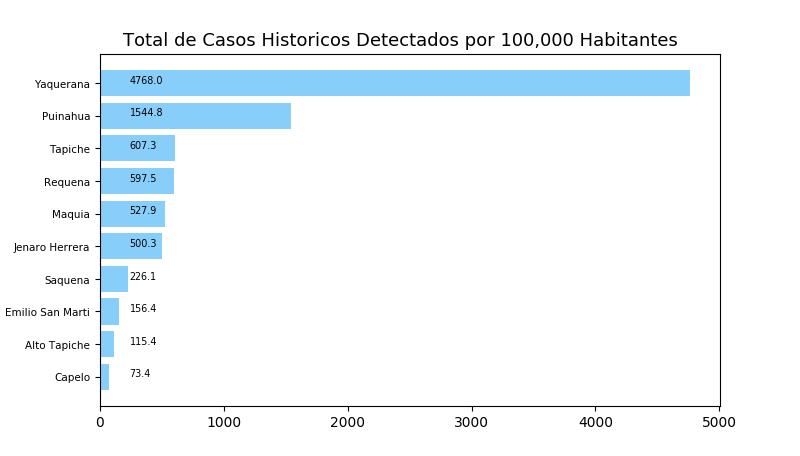 Total de Casos Historicos Detectados por 100,000 Habitantes
Yaquerana 4768.0
Puinahua 1544.8
Tapiche 607.3
Requena 597.5
Maquia 527.9
Jenaro Herrera 500.3
Saquena 226.1
Emilio San Marti 156.4
Alto Tapiche 115.4
Capelo 73.4
0 1000 2000 3000 4000 5000